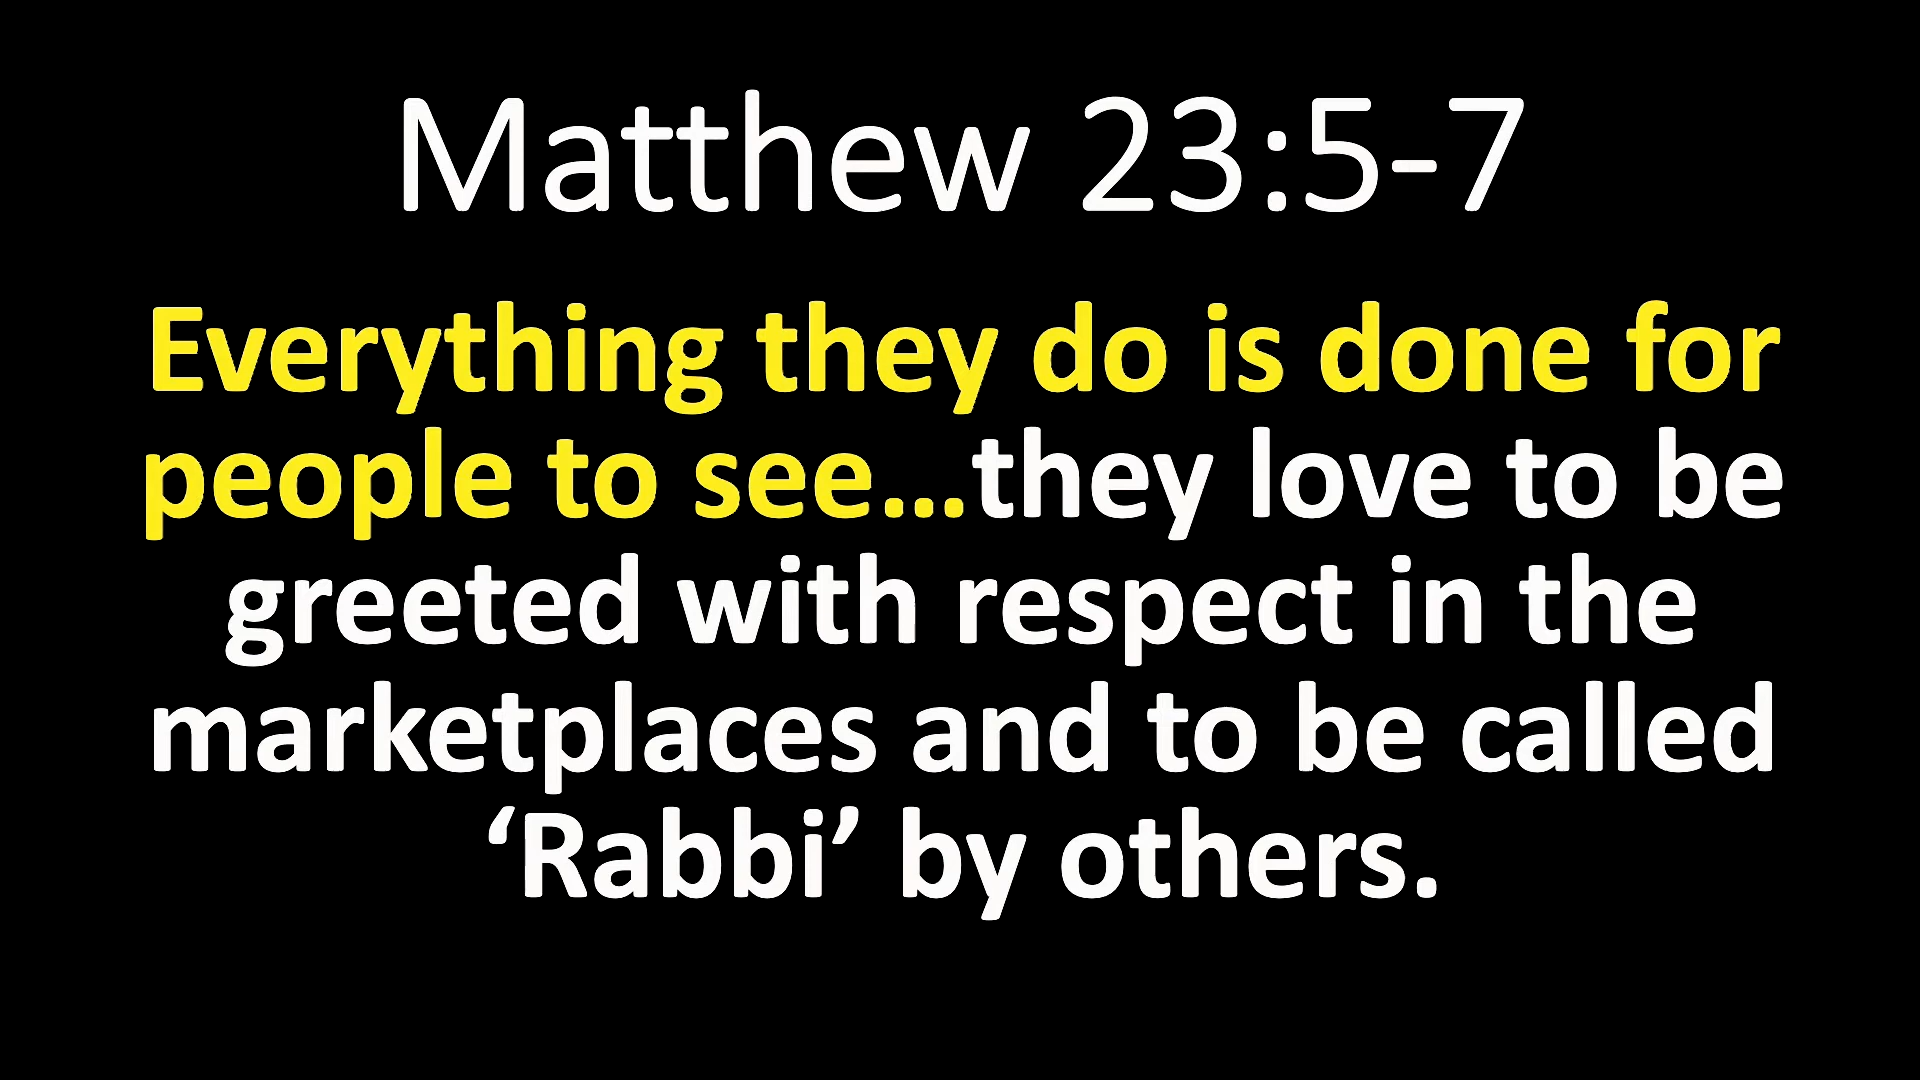 Matthew 23:5-7
Everything they do is done for
people to see…they love to be
greeted with respect in the
marketplaces and to be called
‘Rabbi’ by others.